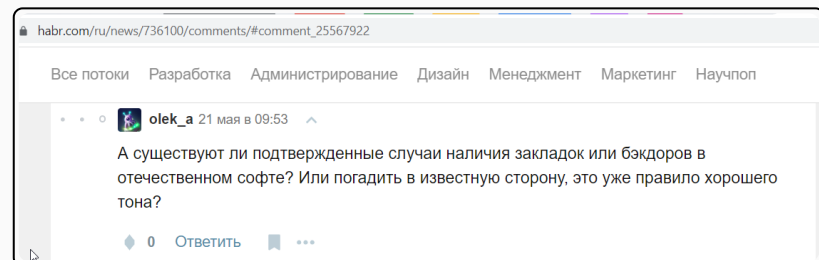 habr.com/ru/news/736100/comments/#comment_25567922
Все потоки Разработка Администрирование Дизайн Менеджмент Маркетинг Научпоп
olek_a 21 мая в 09:53
А существуют ли подтвержденные случаи наличия закладок или бэкдоров в
отечественном софте? Или погадить в известную сторону, это уже правило хорошего
тона?
0 Ответить